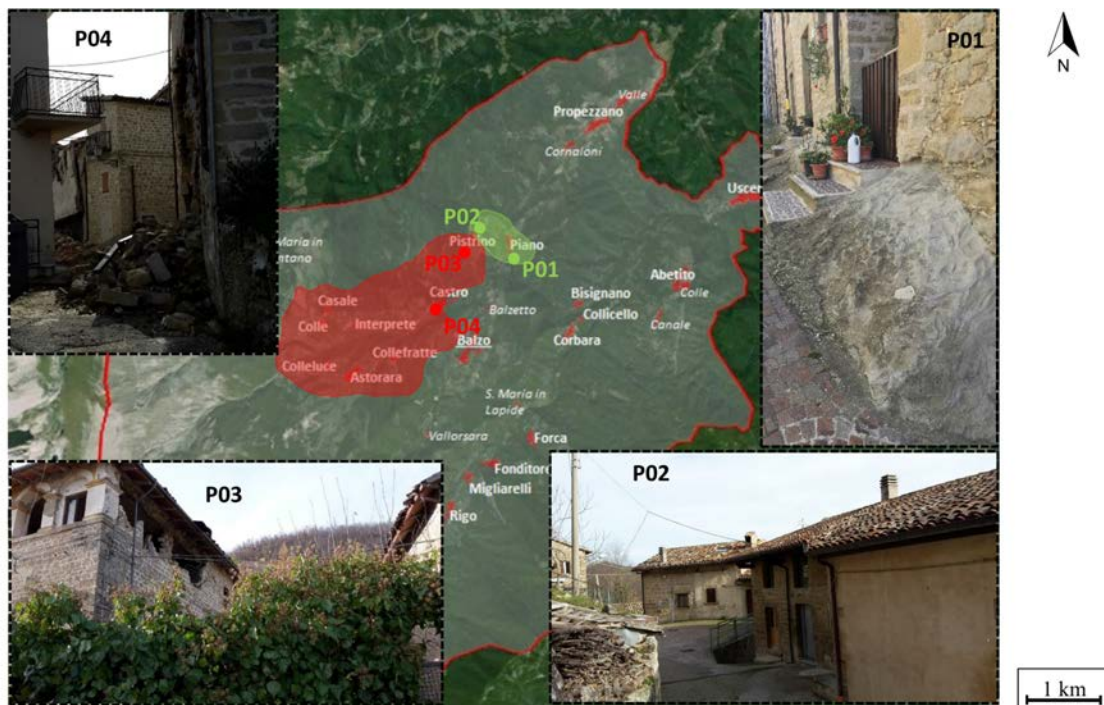 P04
P01
N
Valle
Propezzano
Cornaloni
Uscer
P02
Pistrino
Piano
P03
P01
Maria in
ntano
Abetito
Colle
Castro
Bisignano
Casale
Balzetto
Collicello
Colle
Interprete
P04
Canale
Balzo
Corbara
Collefratte
Colleluce
Astorara
S. Maria in
Lapide
Vallorsara
Forca
P03
Fonditore
P02
Migliarelli
Rigo
1 km